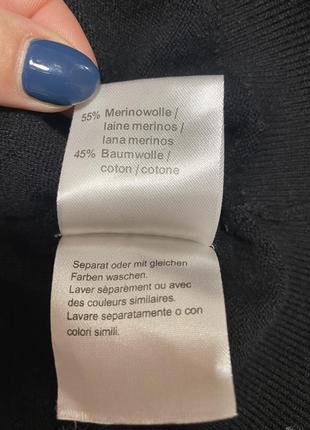 55% Merinowolle /
laine merinos /
lana merinos
45% Baumwolle /
coton / cotone
Separat oder mit gleichen
Farben waschen.
Laver sèparèment ou avec
des couleurs similaires.
Lavare separatamente o con
colori simili.